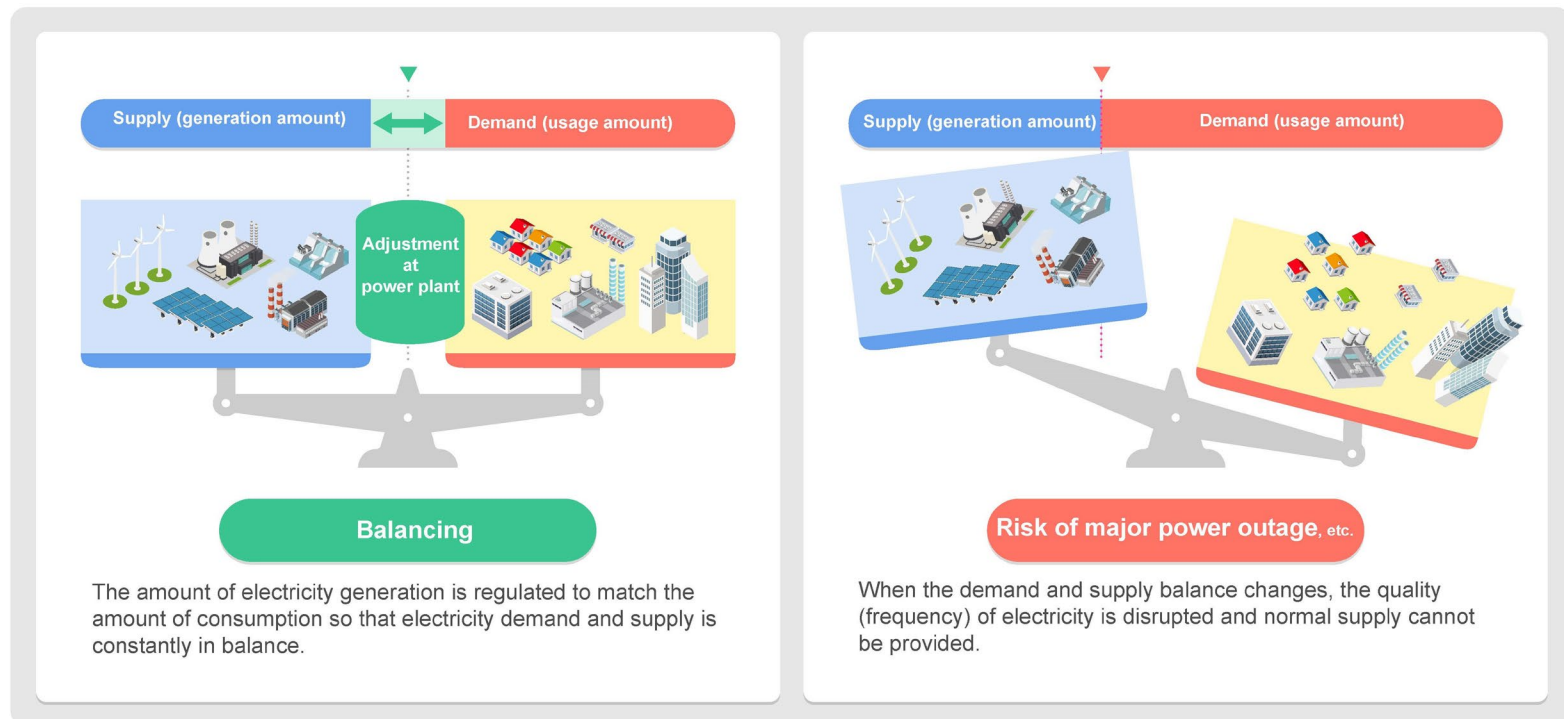 Supply (generation amount)
Demand (usage amount)
Adjustment
at
power plant
Balancing
The amount of electricity generation is regulated to match the
amount of consumption so that electricity demand and supply is
constantly in balance.
Supply (generation amount)
Demand (usage amount)
Risk of major power outage, etc.
When the demand and supply balance changes, the quality
(frequency) of electricity is disrupted and normal supply cannot
be provided.